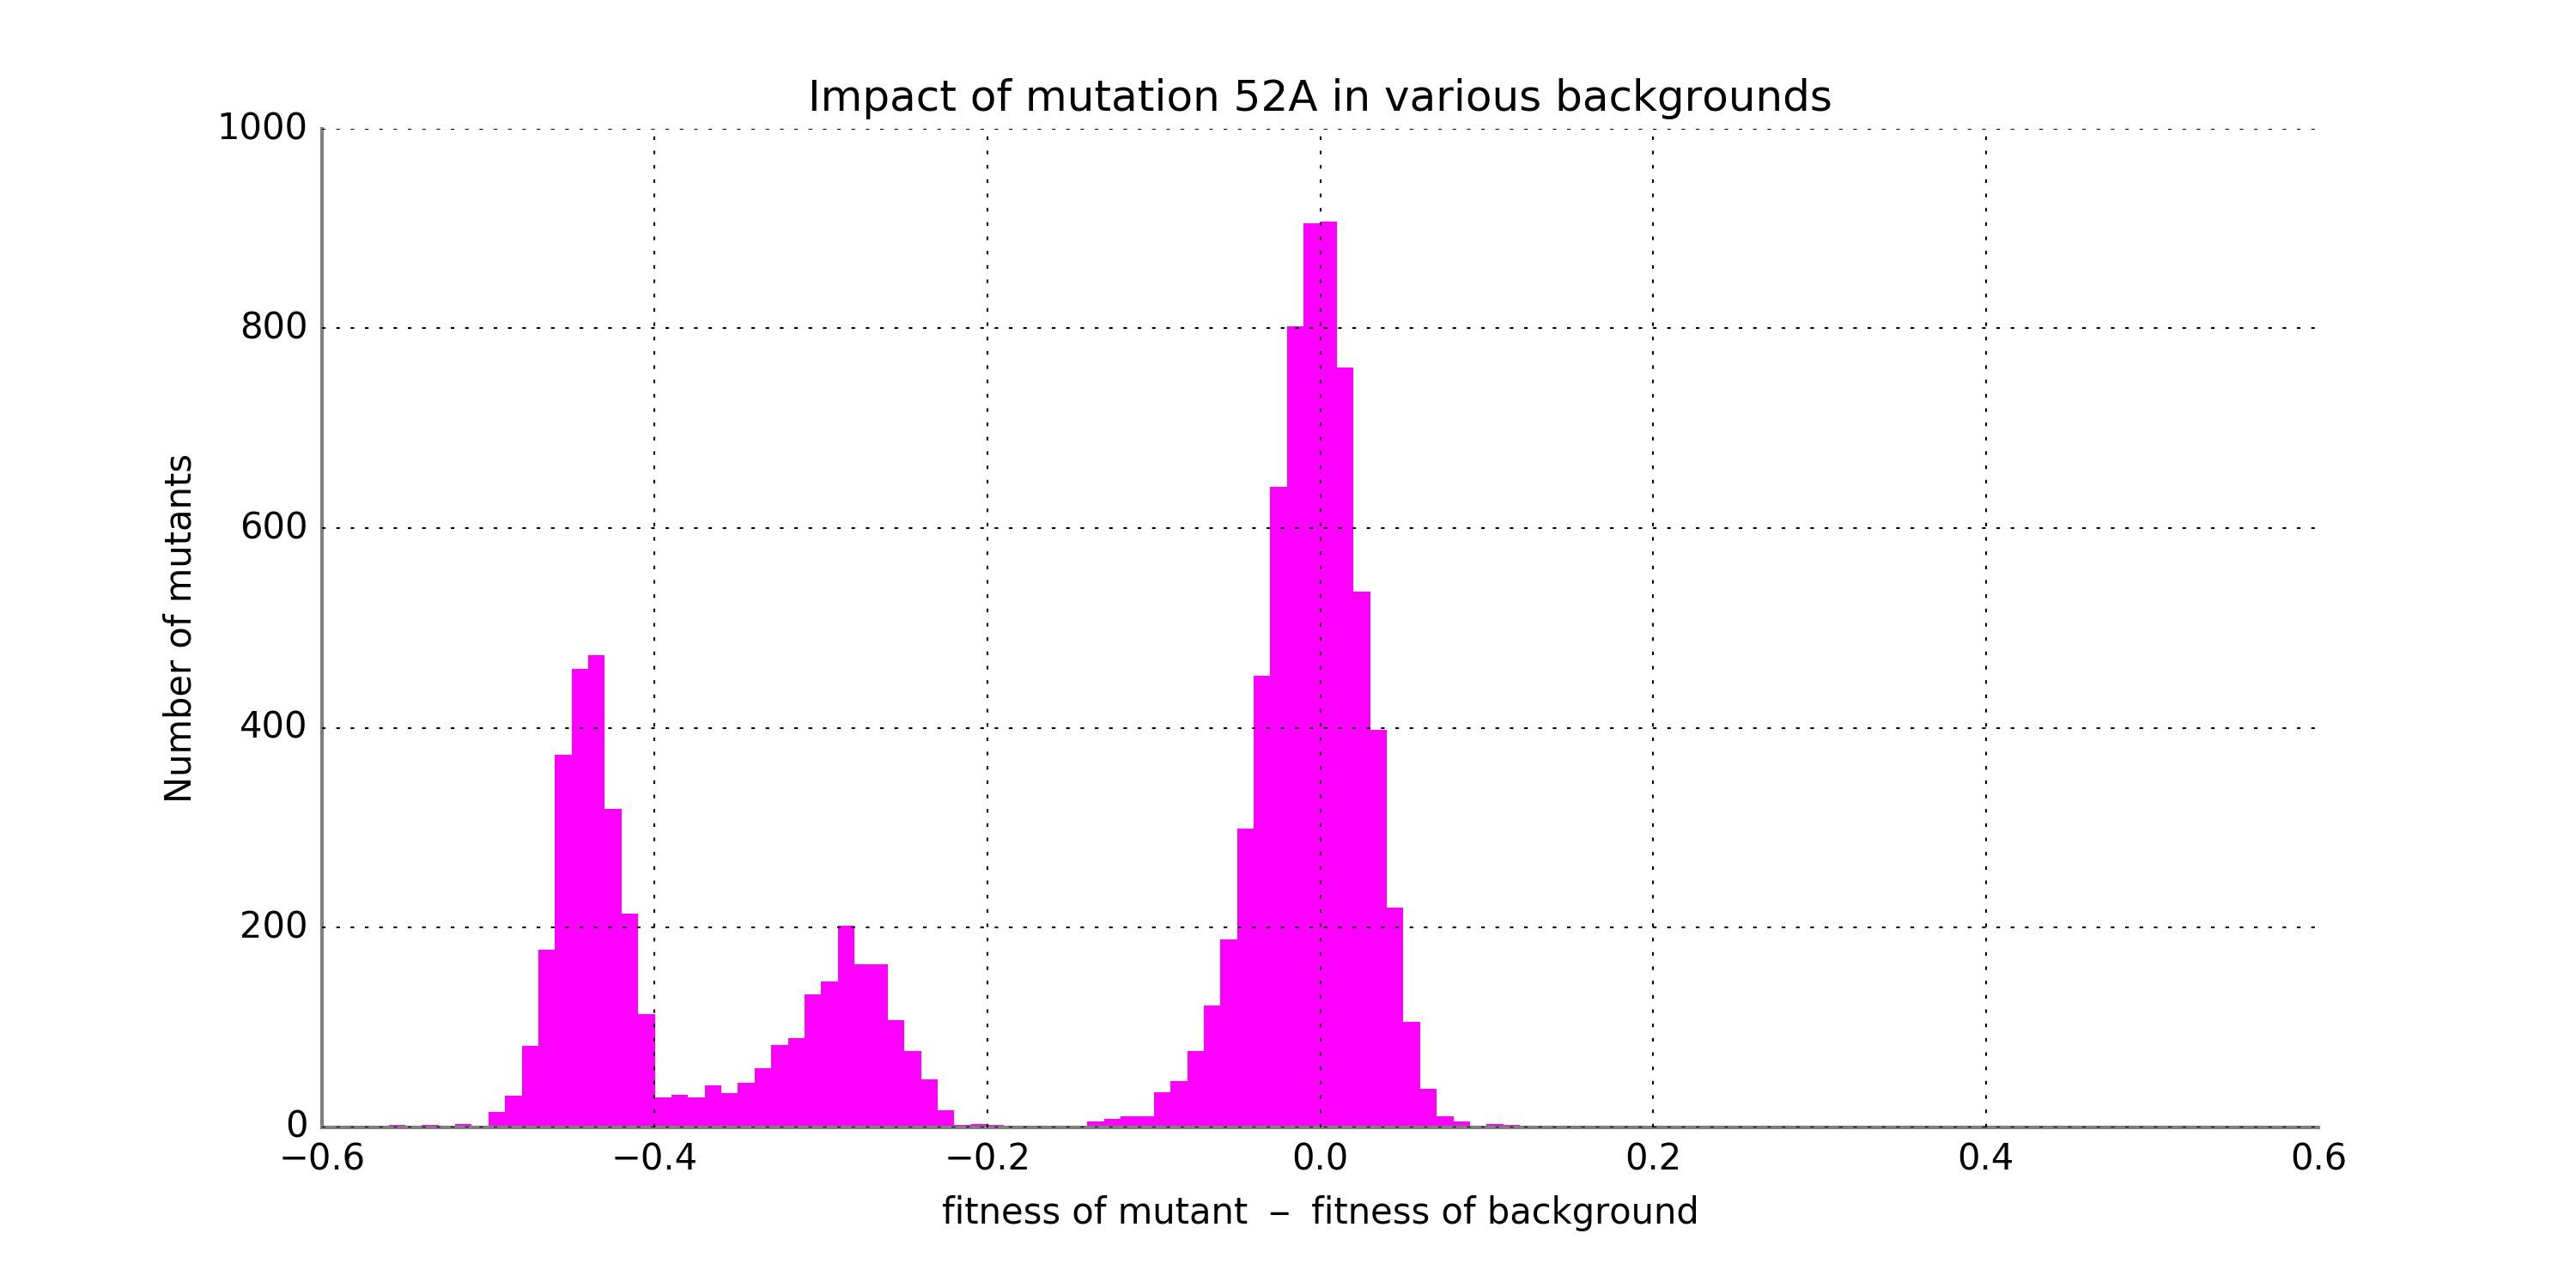 Impact of mutation 52A in various backgrounds
1000
800
600
400
200
0
Number of mutants
−0.6 −0.4 −0.2 0.0 0.2 0.4 0.6
fitness of mutant − fitness of background